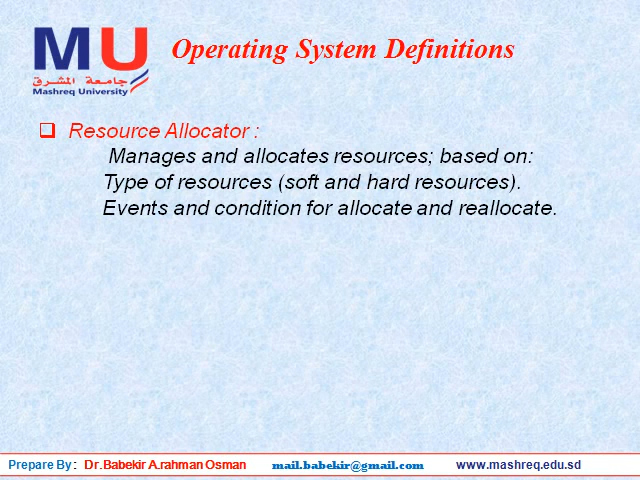 MU
جامعة المشرق
Mashreq University
Operating System Definitions
Resource Allocator :
Manages and allocates resources; based on:
Type of resources (soft and hard resources).
Events and condition for allocate and reallocate.
Prepare By : Dr.Babekir A.rahman Osman mail.babekir@gmail.com www.mashreq.edu.sd